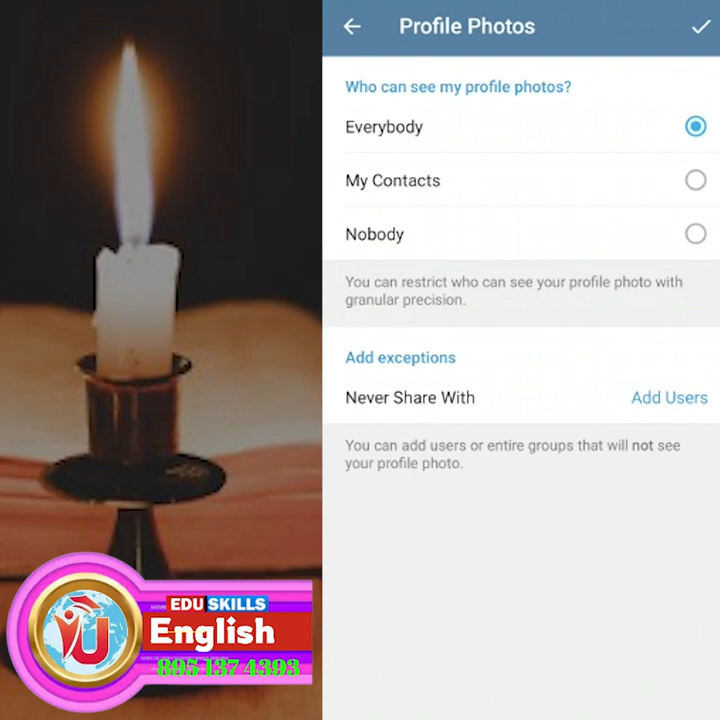 Profile Photos
Who can see my profile photos?
Everybody
My Contacts
Nobody
You can restrict who can see your profile photo with
granular precision.
Add exceptions
Never Share With
Add Users
You can add users or entire groups that will not see
your profile photo.
EDU SKILLS
English
895 137 4393